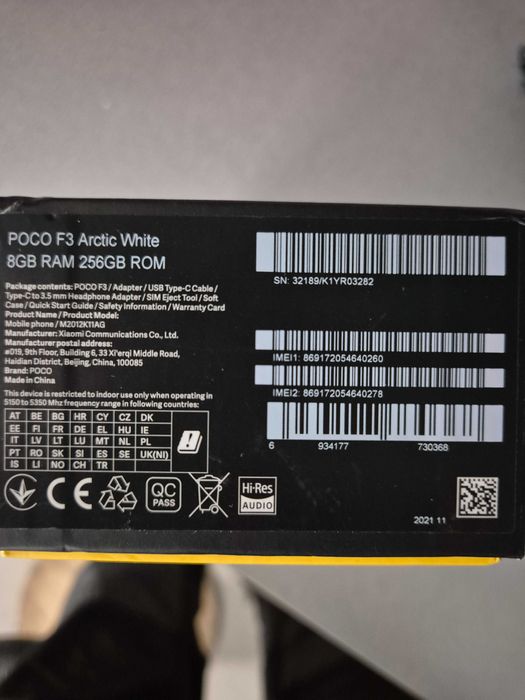 POCO F3 Arctic White
8GB RAM 256GB ROM
Package contents: POCO F3 / Adapter / USB Type-C Cable /
Type-C to 3.5 mm Headphone Adapter / SIM Eject Tool / Soft
Case / Quick Start Guide / Safety Information / Warranty Card
Product Name / Product Model:
Mobile phone / M2012K11AG
Manufacturer: Xiaomi Communications Co., Ltd.
Manufacturer postal address:
#019, 9th Floor, Building 6, 33 Xi'erqi Middle Road,
Haidian District, Beijing, China, 100085
Brand: POCO
Made in China
This device is restricted to indoor use only when operating in
5150 to 5350 Mhz frequency range in following countries:
AT BE BG HR CY CZ DK
EE FI FR DE EL HU IE
IT LV LT LU MT NL PL
PT RO SK SI ES SE UK(NI)
IS LI NO CH TR
CE
QC
PASS
Hi-Res
AUDIO
SN: 32189/K1YR03282
IMEI1: 869172054640260
IMEI2: 869172054640278
6 934177 730368
2021 11